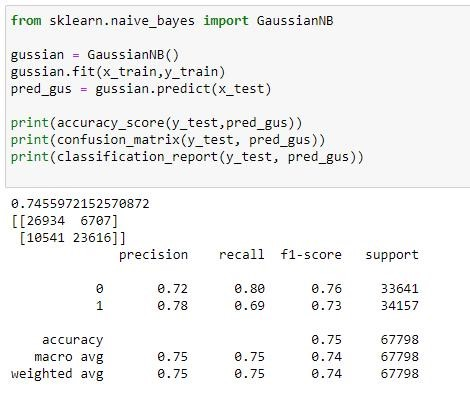 from sklearn.naive_bayes import GaussianNB
gussian = GaussianNB()
gussian.fit(x_train,y_train)
pred_gus = gussian.predict(x_test)
print(accuracy_score(y_test,pred_gus))
print(confusion_matrix(y_test, pred_gus))
print(classification_report(y_test, pred_gus))
0.7455972152570872
[[26934  6707]
 [10541 23616]]
              precision    recall  f1-score   support
           0       0.72      0.80      0.76     33641
           1       0.78      0.69      0.73     34157
    accuracy                           0.75     67798
   macro avg       0.75      0.75      0.74     67798
weighted avg       0.75      0.75      0.74     67798